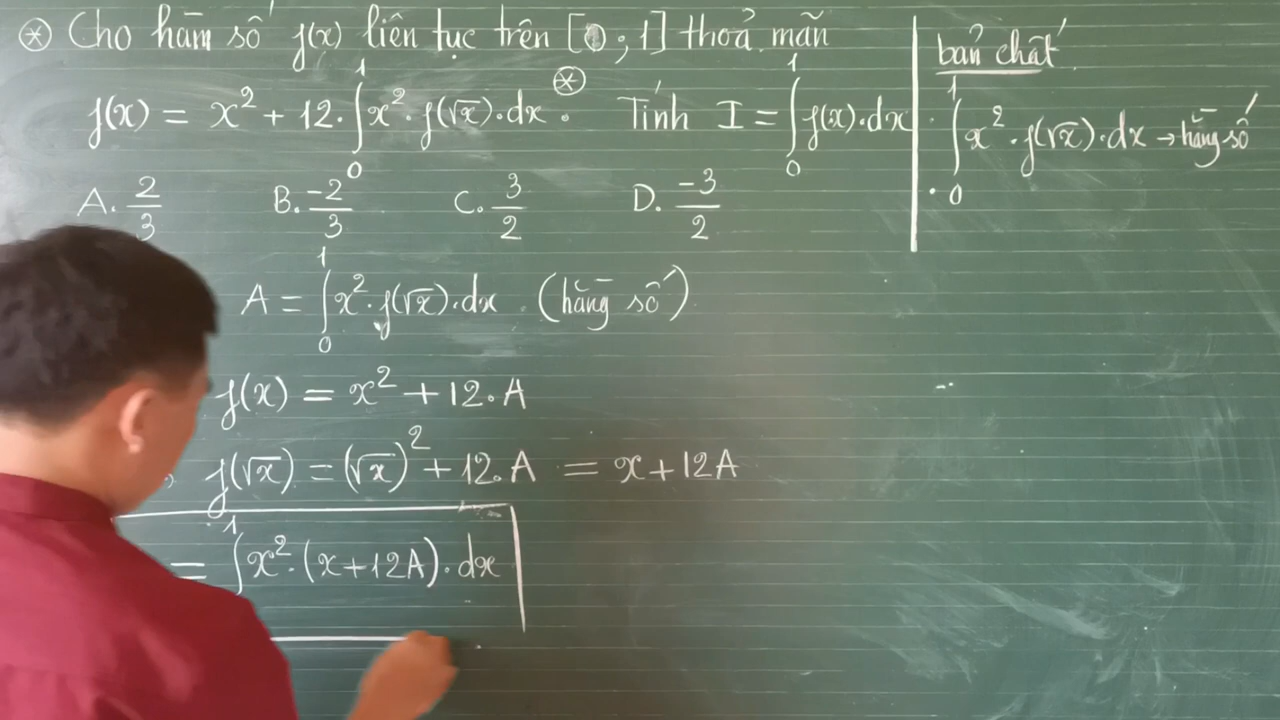 ⊛ Cho hàm số f(x) liên tục trên [0;1] thoả mãn
f(x) = x² + 12.∫₀¹ x².f(√x).dx ⊛. Tính I = ∫₀¹ f(x).dx
A. 2/3 B. -2/3 C. 3/2 D. -3/2
bản chất
∫₀¹ x².f(√x).dx → hằng số
A = ∫₀¹ x².f(√x).dx (hằng số)
f(x) = x² + 12.A
f(√x) = (√x)² + 12.A = x + 12A
= ∫¹ x².(x+12A).dx